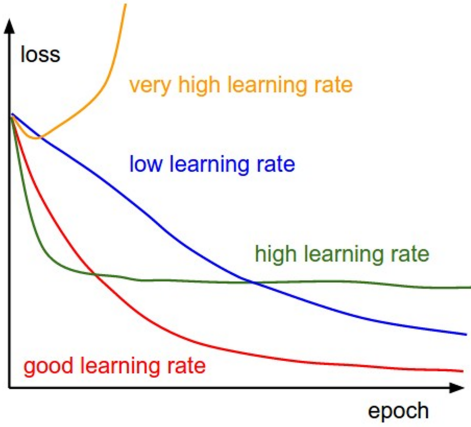 loss
very high learning rate
low learning rate
high learning rate
good learning rate
epoch